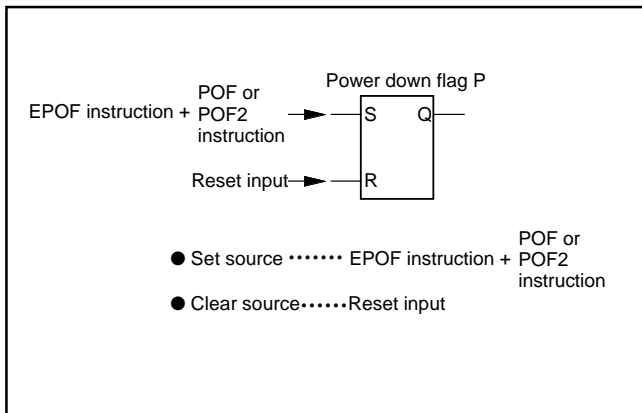 Power down flag P
EPOF instruction + POF or
POF2
instruction
S Q
Reset input
R
● Set source ······· EPOF instruction + POF or
POF2
instruction
● Clear source ······ Reset input